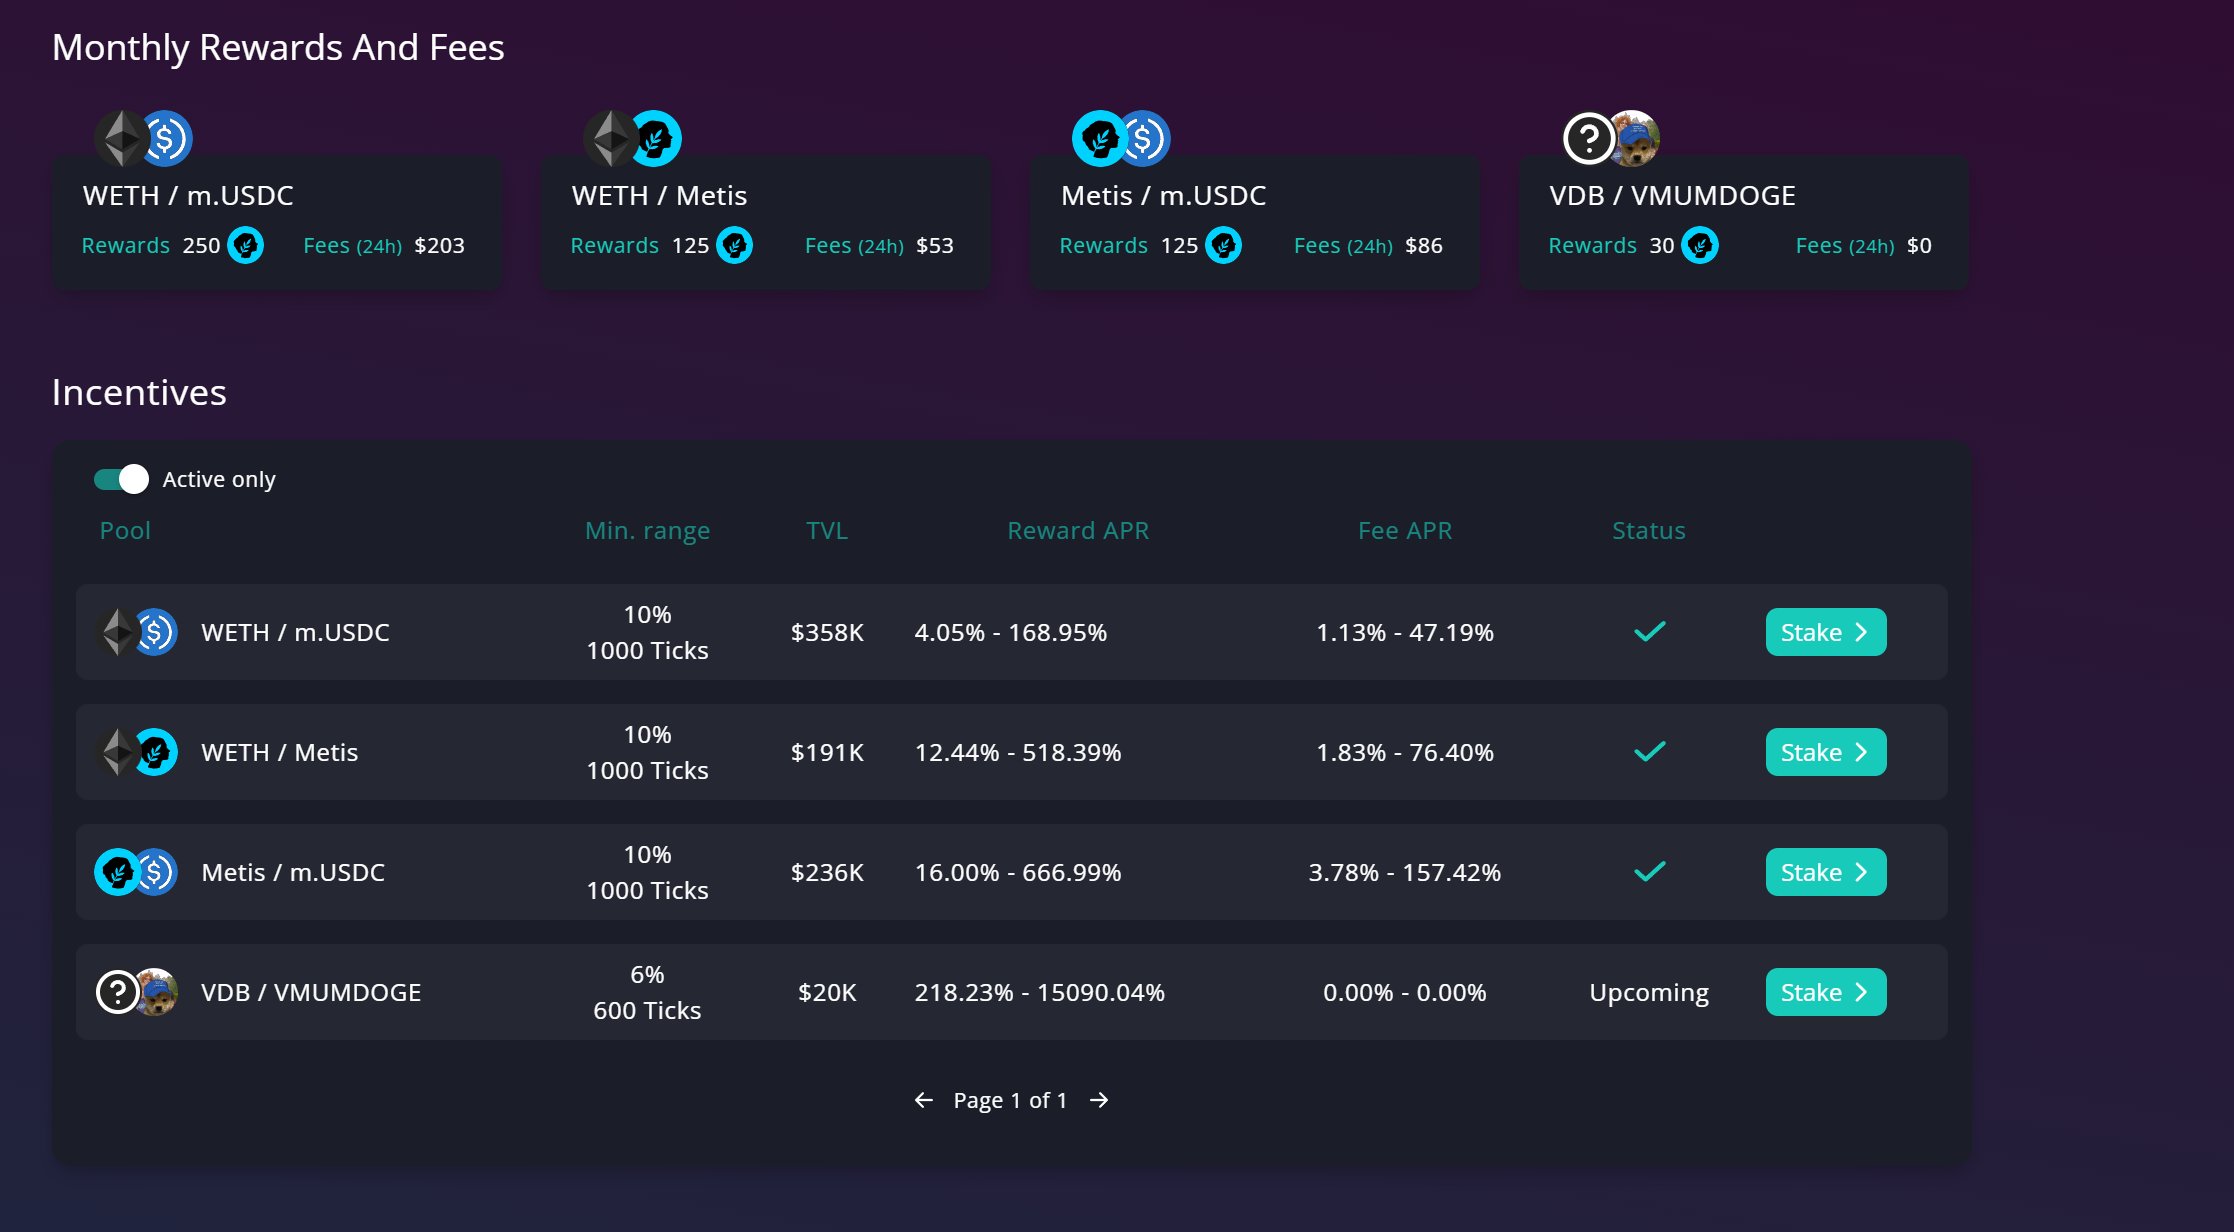 Monthly Rewards And Fees
WETH / m.USDC
Rewards 250 Fees (24h) $203
WETH / Metis
Rewards 125 Fees (24h) $53
Metis / m.USDC
Rewards 125 Fees (24h) $86
VDB / VMUMDOGE
Rewards 30 Fees (24h) $0
Incentives
Active only
Pool Min. range TVL Reward APR Fee APR Status
WETH / m.USDC 10% 1000 Ticks $358K 4.05% - 168.95% 1.13% - 47.19% Stake
WETH / Metis 10% 1000 Ticks $191K 12.44% - 518.39% 1.83% - 76.40% Stake
Metis / m.USDC 10% 1000 Ticks $236K 16.00% - 666.99% 3.78% - 157.42% Stake
VDB / VMUMDOGE 6% 600 Ticks $20K 218.23% - 15090.04% 0.00% - 0.00% Upcoming Stake
Page 1 of 1